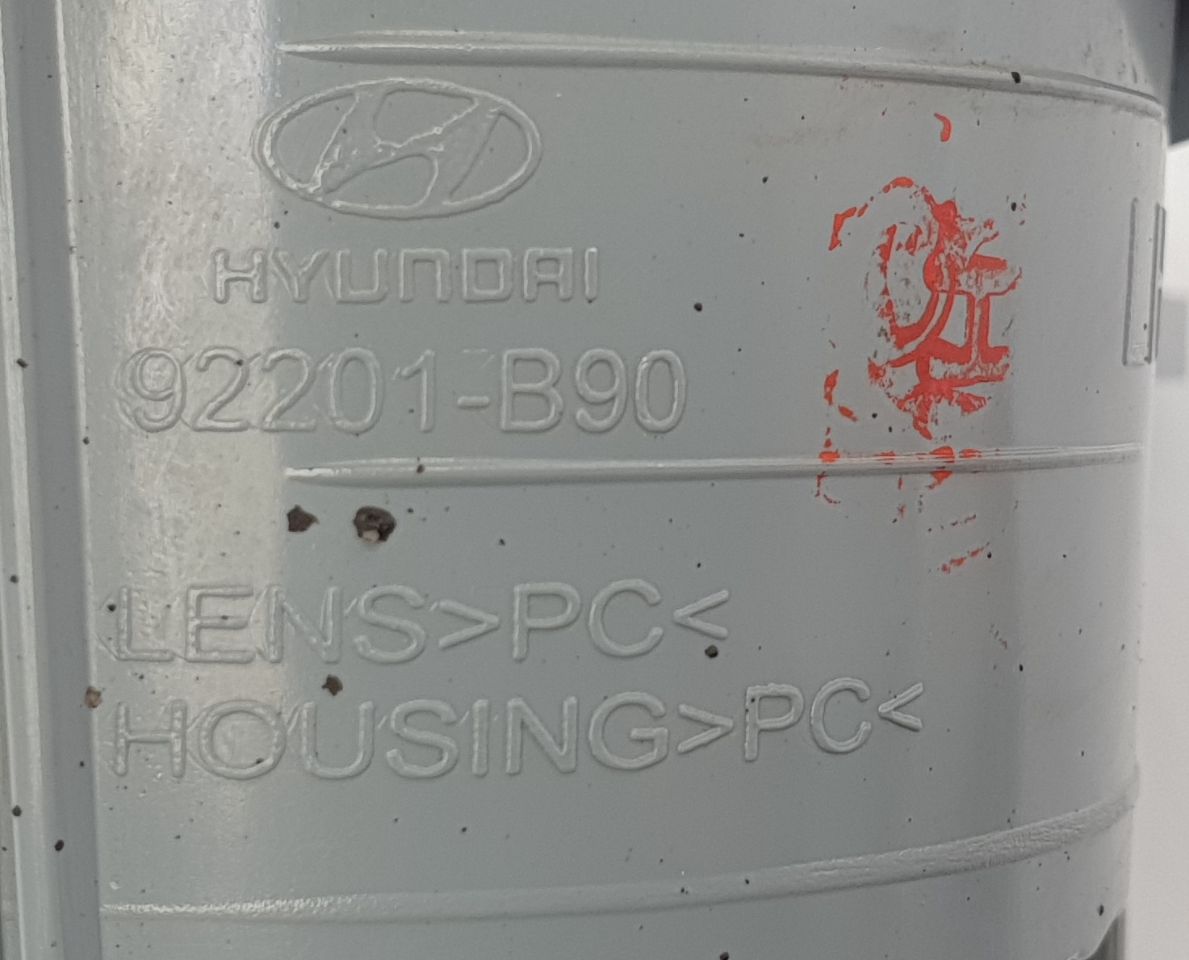 HYUNDAI
92201-B90
LENS>PC<
HOUSING>PC<